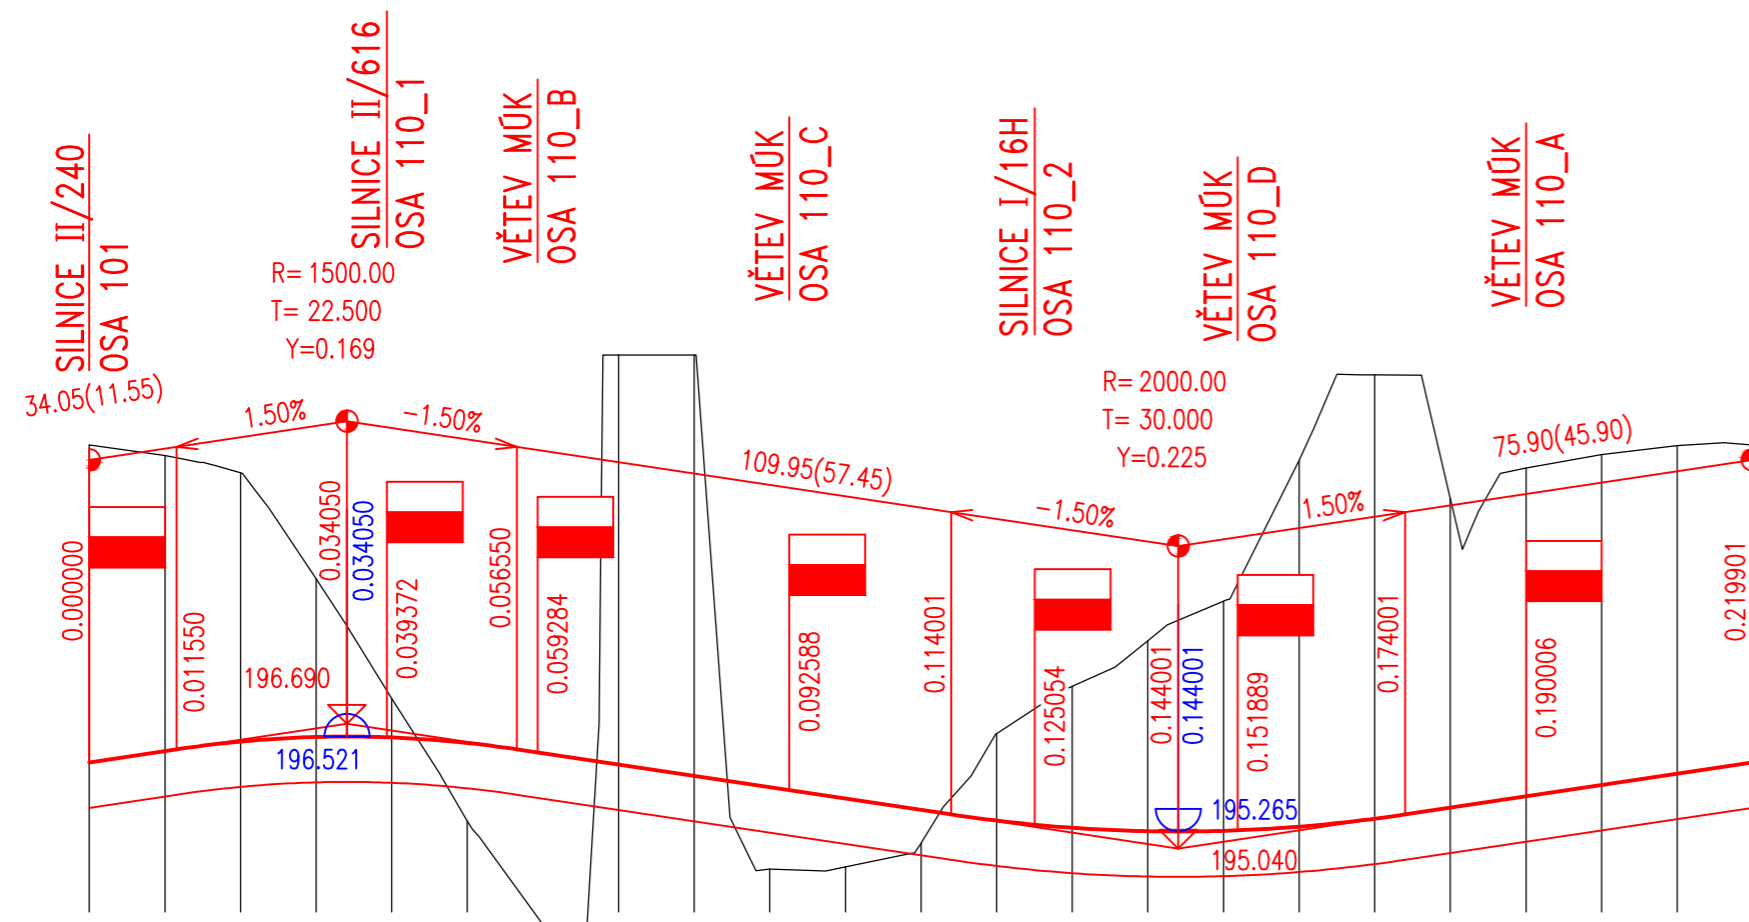 SILNICE II/240
OSA 101
SILNICE II/616
OSA 110_1
VĚTEV MÚK
OSA 110_B
VĚTEV MÚK
OSA 110_C
SILNICE I/16H
OSA 110_2
VĚTEV MÚK
OSA 110_D
VĚTEV MÚK
OSA 110_A
R= 1500.00
T= 22.500
Y=0.169
R= 2000.00
T= 30.000
Y=0.225
34.05(11.55)
1.50%
-1.50%
109.95(57.45)
-1.50%
1.50%
75.90(45.90)
0.000000
0.011550
0.034050
0.034050
0.039372
0.056550
0.059284
0.092588
0.114001
0.125054
0.144001
0.144001
0.151889
0.174001
0.190006
0.219901
196.690
196.521
195.265
195.040